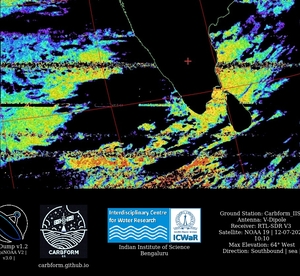 Ground Station: Carbform_IIS
Antenna: V-Dipole
Receiver: RTL-SDR V3
Satellite: NOAA 19 | 12-07-202
10:10
Max Elevation: 64° West
Direction: Southbound | sea
Interdisciplinary Centre
for Water Research
ICWaR
Indian Institute of Science
Bengaluru
CARBFORM
carbform.github.io
Dump v1.2
v3.0 )